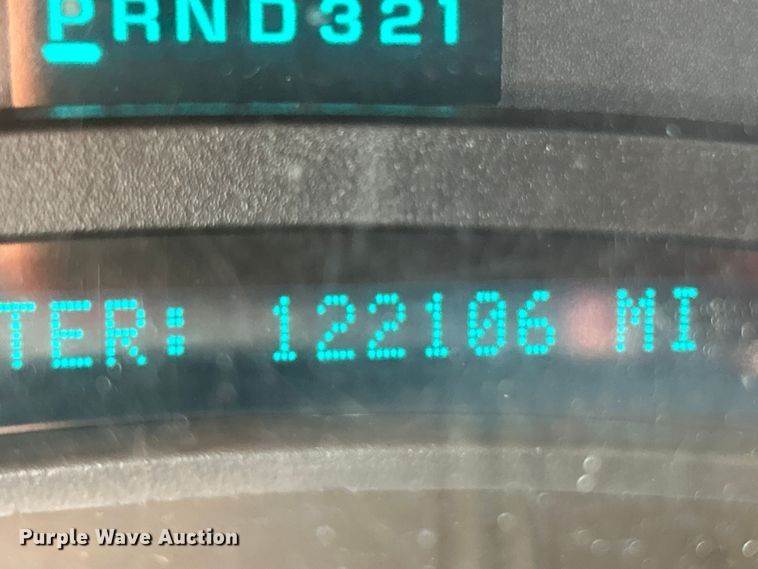 PRND321
TER: 122106 MI
Purple Wave Auction